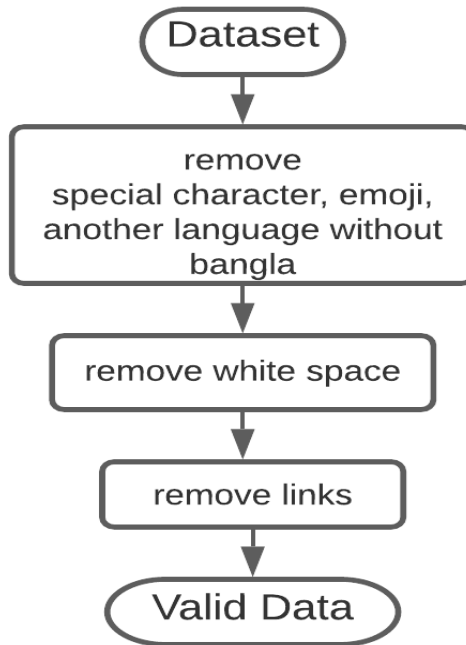 Dataset
remove
special character, emoji,
another language without
bangla
remove white space
remove links
Valid Data